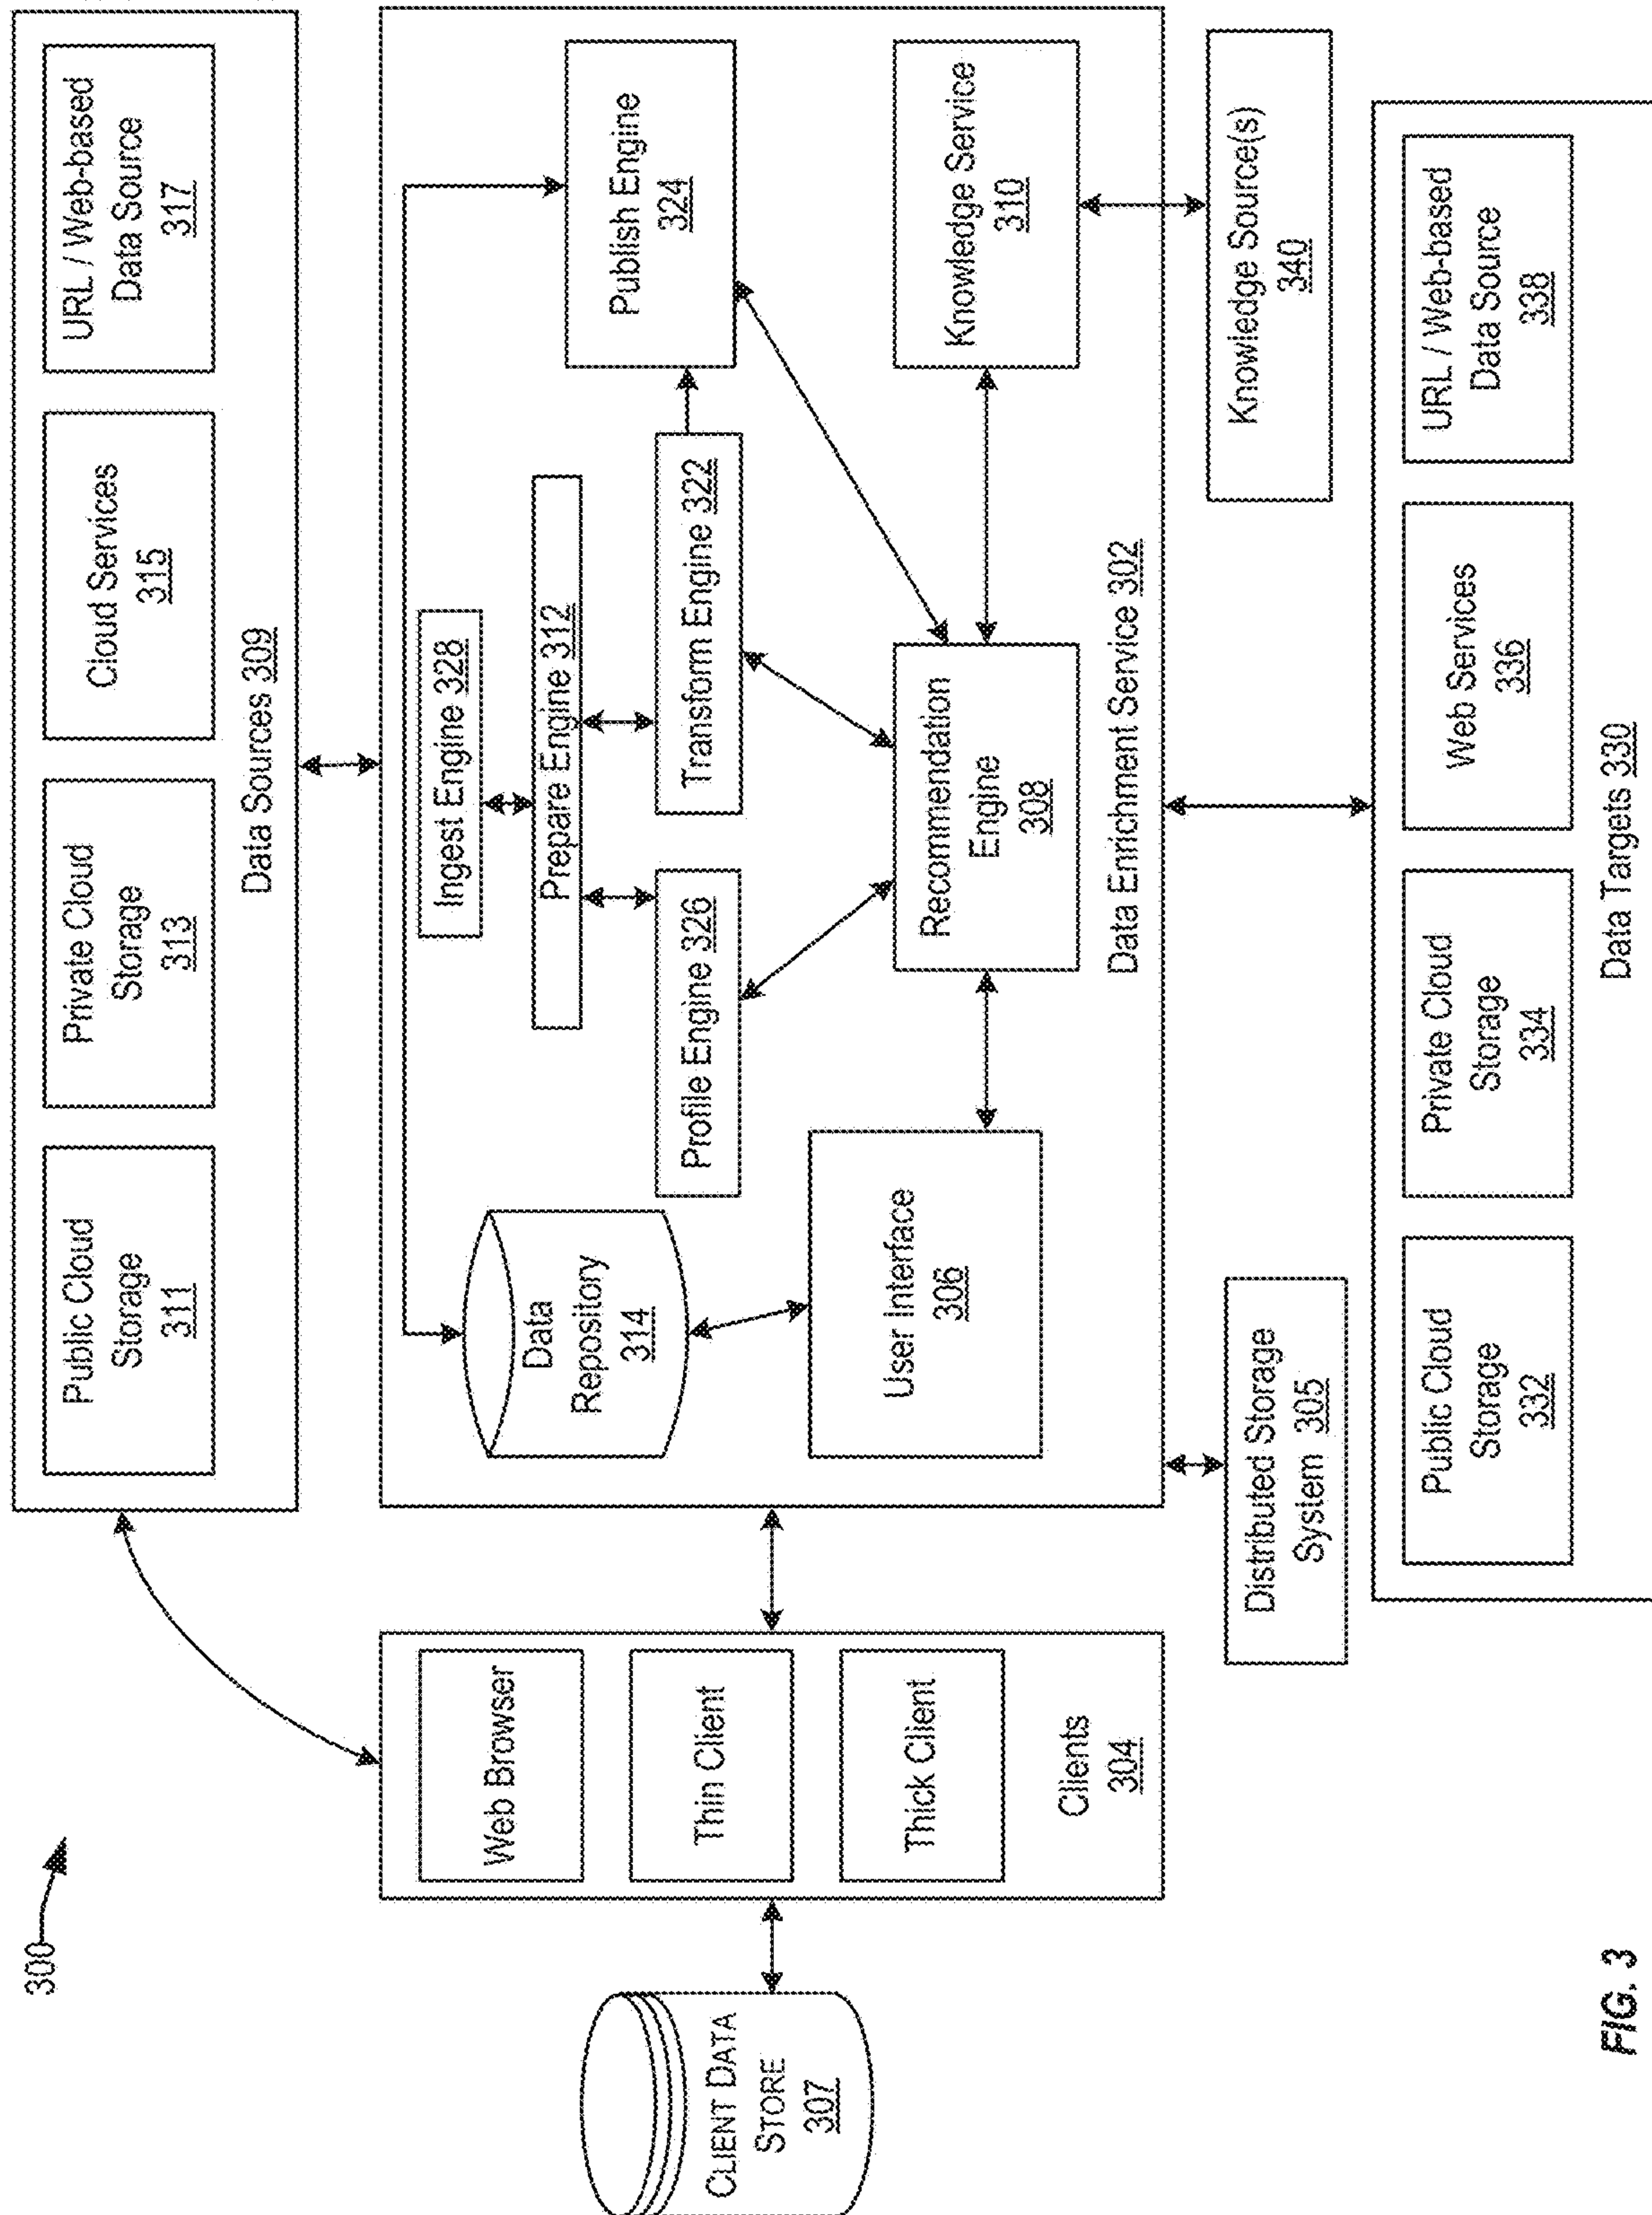 300
Public Cloud
Storage
311
Private Cloud
Storage
313
Cloud Services
315
URL / Web-based
Data Source
317
Data Sources 309
CLIENT DATA
STORE
307
Web Browser
Thin Client
Thick Client
Clients
304
Data
Repository
314
User Interface
306
Ingest Engine 328
Prepare Engine 312
Profile Engine 326
Transform Engine 322
Publish Engine
324
Recommendation
Engine
308
Knowledge Service
310
Data Enrichment Service 302
Distributed Storage
System 305
Knowledge Source(s)
340
Public Cloud
Storage
332
Private Cloud
Storage
334
Web Services
336
URL / Web-based
Data Source
338
Data Targets 330
FIG. 3